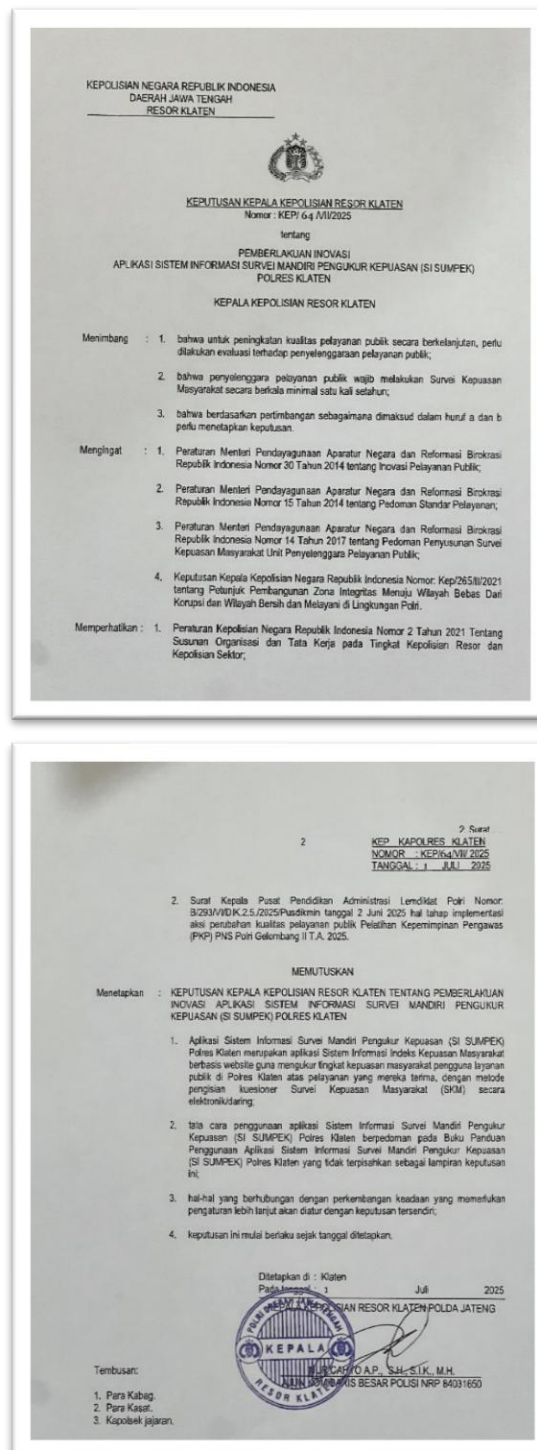 KEPOLISIAN NEGARA REPUBLIK INDONESIA
DAERAH JAWA TENGAH
RESOR KLATEN
KEPUTUSAN KEPALA KEPOLISIAN RESOR KLATEN
Nomor : KEP/ 64 /VII/2025
tentang
PEMBERLAKUAN INOVASI
APLIKASI SISTEM INFORMASI SURVEI MANDIRI PENGUKUR KEPUASAN (SI SUMPEK)
POLRES KLATEN
KEPALA KEPOLISIAN RESOR KLATEN
Menimbang : 1. bahwa untuk peningkatan kualitas pelayanan publik secara berkelanjutan, perlu
dilakukan evaluasi terhadap penyelenggaraan pelayanan publik;
2. bahwa penyelenggara pelayanan publik wajib melakukan Survei Kepuasan
Masyarakat secara berkala minimal satu kali setahun;
3. bahwa berdasarkan pertimbangan sebagaimana dimaksud dalam huruf a dan b
perlu menetapkan keputusan.
Mengingat : 1. Peraturan Menteri Pendayagunaan Aparatur Negara dan Reformasi Birokrasi
Republik Indonesia Nomor 30 Tahun 2014 tentang Inovasi Pelayanan Publik;
2. Peraturan Menteri Pendayagunaan Aparatur Negara dan Reformasi Birokrasi
Republik Indonesia Nomor 15 Tahun 2014 tentang Pedoman Standar Pelayanan;
3. Peraturan Menteri Pendayagunaan Aparatur Negara dan Reformasi Birokrasi
Republik Indonesia Nomor 14 Tahun 2017 tentang Pedoman Penyusunan Survei
Kepuasan Masyarakat Unit Penyelenggara Pelayanan Publik;
4. Keputusan Kepala Kepolisian Negara Republik Indonesia Nomor: Kep/265/II/2021
tentang Petunjuk Pembangunan Zona Integritas Menuju Wilayah Bebas Dari
Korupsi dan Wilayah Bersih dan Melayani di Lingkungan Polri.
Memperhatikan : 1. Peraturan Kepolisian Negara Republik Indonesia Nomor 2 Tahun 2021 Tentang
Susunan Organisasi dan Tata Kerja pada Tingkat Kepolisian Resor dan
Kepolisian Sektor;
2. Surat ...
2 KEP KAPOLRES KLATEN
NOMOR : KEP/64/VII/ 2025
TANGGAL : 1 JULI 2025
2. Surat Kepala Pusat Pendidikan Administrasi Lemdiklat Polri Nomor:
B/293/VI/DIK.2.5./2025/Pusdikmin tanggal 2 Juni 2025 hal tahap implementasi
aksi perubahan kualitas pelayanan publik Pelatihan Kepemimpinan Pengawas
(PKP) PNS Polri Gelombang II T.A. 2025.
MEMUTUSKAN
Menetapkan : KEPUTUSAN KEPALA KEPOLISIAN RESOR KLATEN TENTANG PEMBERLAKUAN
INOVASI APLIKASI SISTEM INFORMASI SURVEI MANDIRI PENGUKUR
KEPUASAN (SI SUMPEK) POLRES KLATEN
1. Aplikasi Sistem Informasi Survei Mandiri Pengukur Kepuasan (SI SUMPEK)
Polres Klaten merupakan aplikasi Sistem Informasi Indeks Kepuasan Masyarakat
berbasis website guna mengukur tingkat kepuasan masyarakat pengguna layanan
publik di Polres Klaten atas pelayanan yang mereka terima, dengan metode
pengisian kuesioner Survei Kepuasan Masyarakat (SKM) secara
elektronik/daring;
2. tata cara penggunaan aplikasi Sistem Informasi Survei Mandiri Pengukur
Kepuasan (SI SUMPEK) Polres Klaten berpedoman pada Buku Panduan
Penggunaan Aplikasi Sistem Informasi Survei Mandiri Pengukur Kepuasan
(SI SUMPEK) Polres Klaten yang tidak terpisahkan sebagai lampiran keputusan
ini;
3. hal-hal yang berhubungan dengan perkembangan keadaan yang memerlukan
pengaturan lebih lanjut akan diatur dengan keputusan tersendiri;
4. keputusan ini mulai berlaku sejak tanggal ditetapkan.
Ditetapkan di : Klaten
Pada tanggal : 1 Juli 2025
KEPALA KEPOLISIAN RESOR KLATEN POLDA JATENG
POLRI DAERAH JAWA TENGAH
KEPALA
RESOR KLATEN
A.P., S.H., S.I.K., M.H.
BESAR POLISI NRP 84031650
Tembusan:
1. Para Kabag.
2. Para Kasat.
3. Kapolsek jajaran.